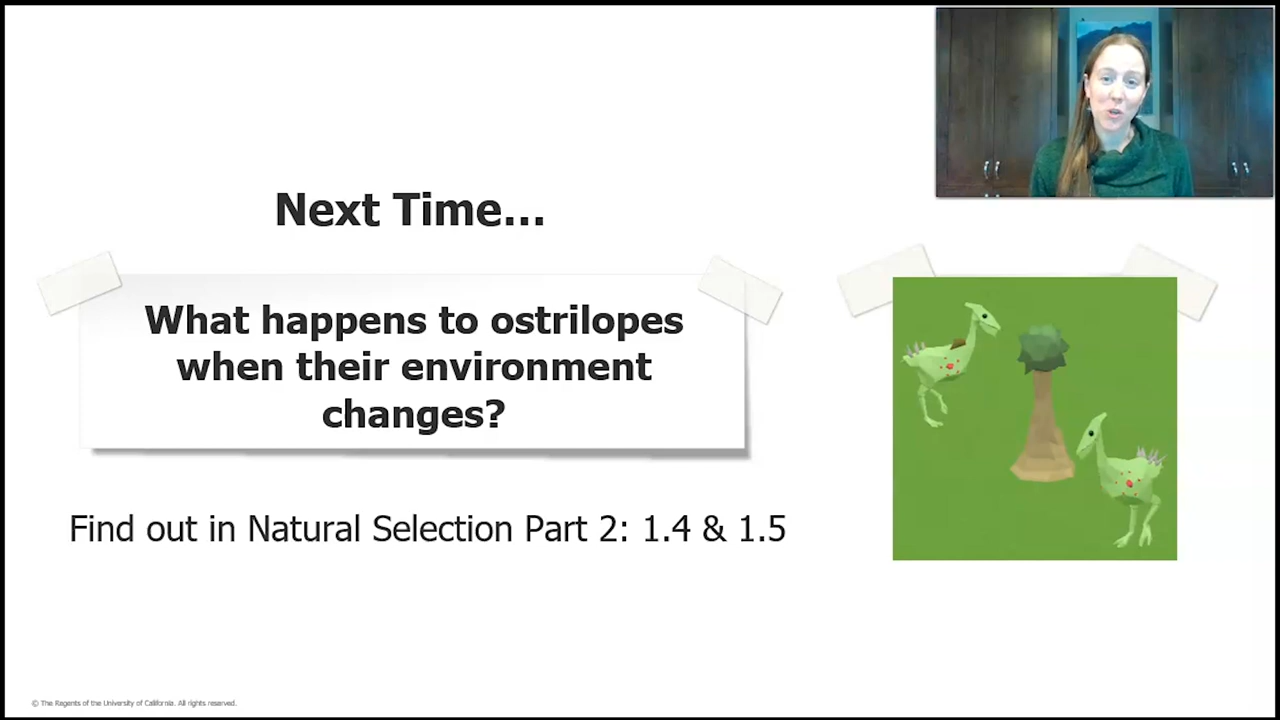 Next Time...
What happens to ostrilopes
when their environment
changes?
Find out in Natural Selection Part 2: 1.4 & 1.5
© The Regents of the University of California. All rights reserved.